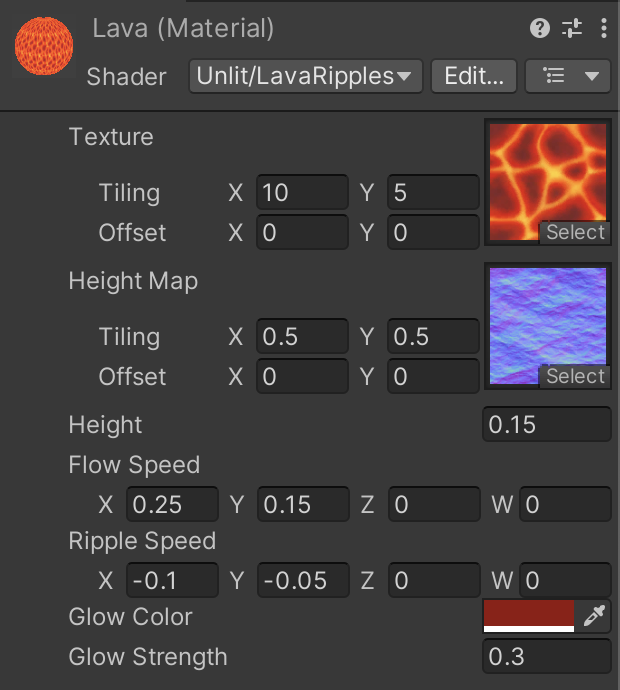 Lava (Material)
Shader Unlit/LavaRipples Edit...
Texture
Tiling X 10 Y 5
Offset X 0 Y 0
Select
Height Map
Tiling X 0.5 Y 0.5
Offset X 0 Y 0
Select
Height 0.15
Flow Speed
X 0.25 Y 0.15 Z 0 W 0
Ripple Speed
X -0.1 Y -0.05 Z 0 W 0
Glow Color
Glow Strength 0.3